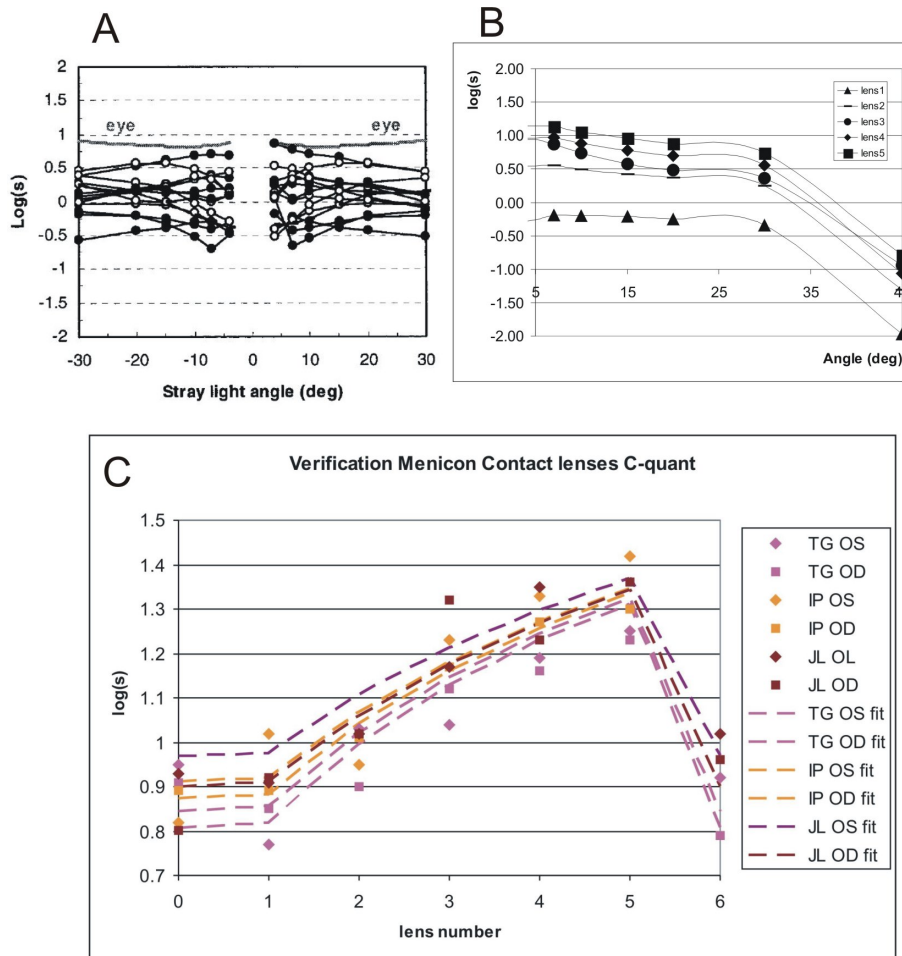 A
2
1.5
1
0.5
0
-0.5
-1
-1.5
-2
Log(s)
eye
eye
-30 -20 -10 0 10 20 30
Stray light angle (deg)
B
log(s)
2.00
1.50
1.00
0.50
0.00
-0.50
-1.00
-1.50
-2.00
lens1
lens2
lens3
lens4
lens5
5 15 25 35
Angle (deg)
C
Verification Menicon Contact lenses C-quant
1.5
1.4
1.3
1.2
1.1
1
0.9
0.8
0.7
log(s)
0 1 2 3 4 5 6
lens number
TG OS
TG OD
IP OS
IP OD
JL OL
JL OD
TG OS fit
TG OD fit
IP OS fit
IP OD fit
JL OS fit
JL OD fit